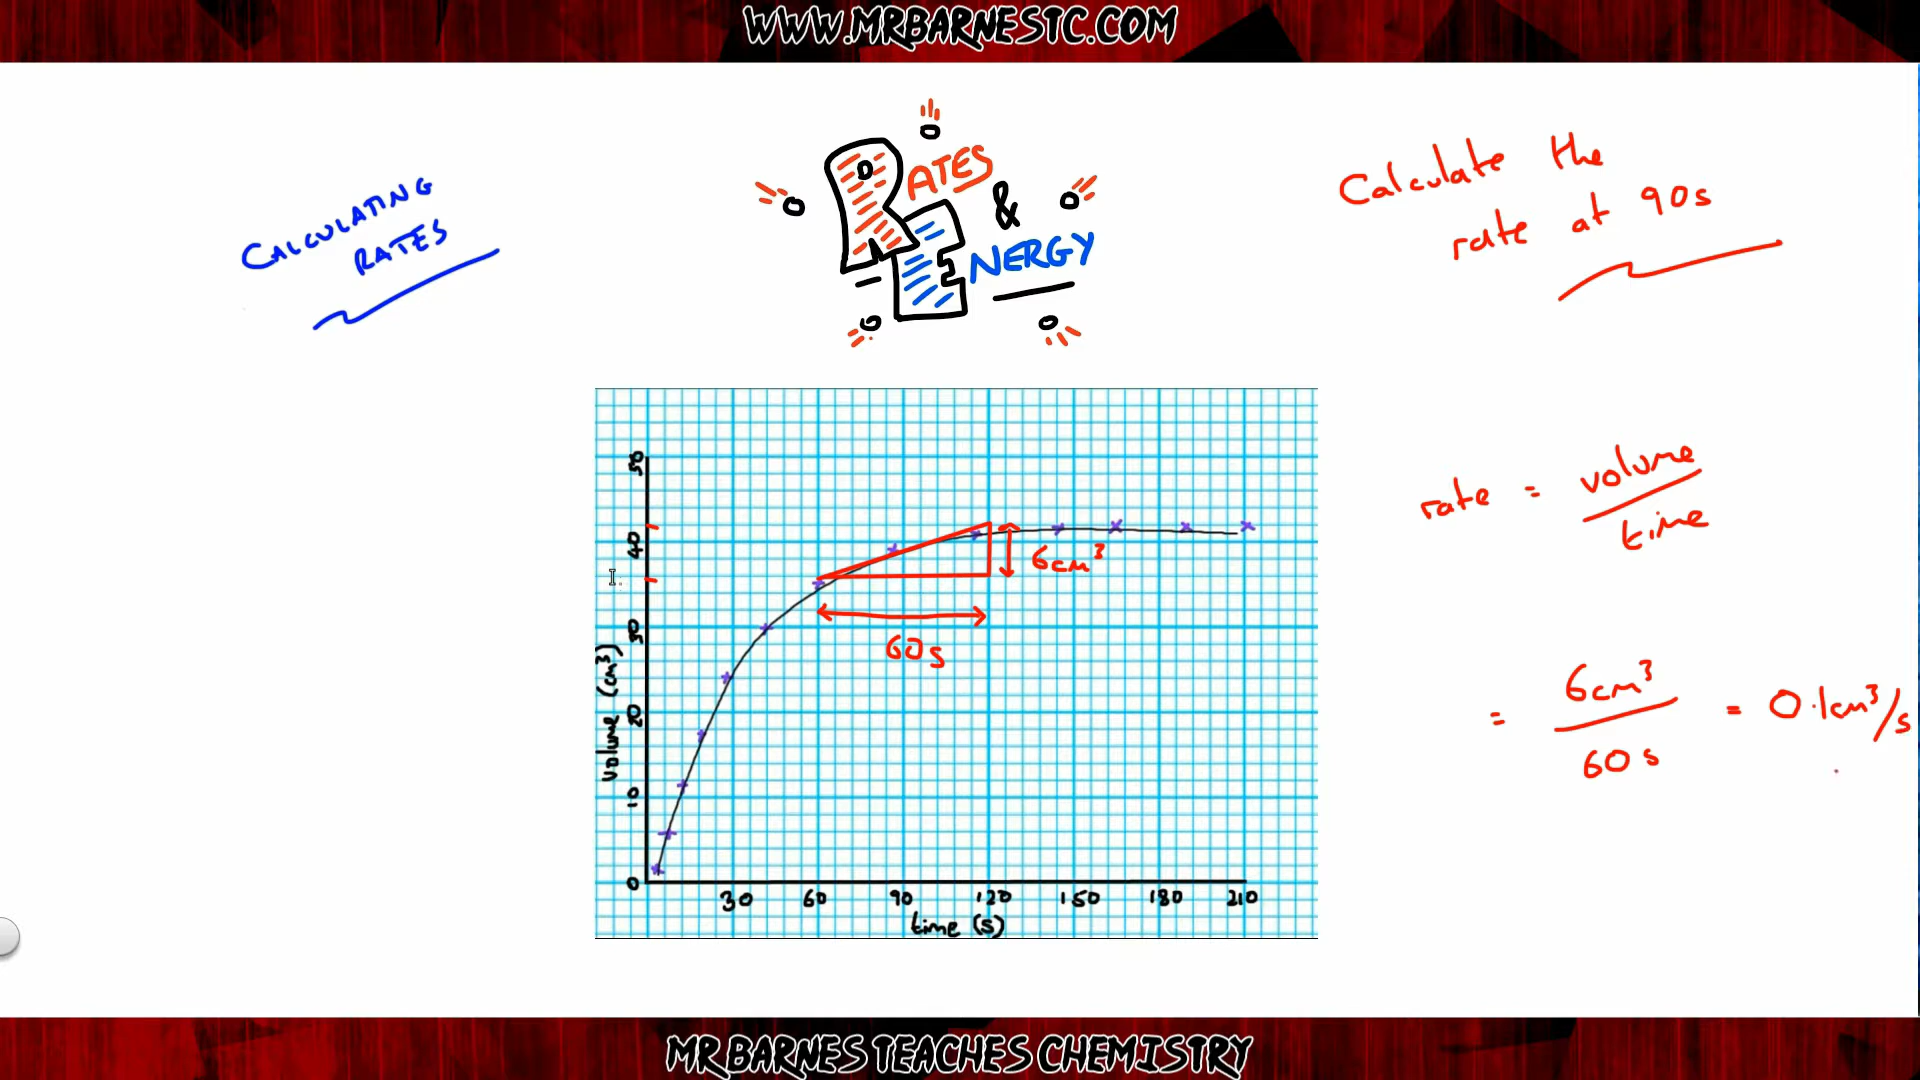 WWW.MRBARNESTC.COM
CALCULATING
RATES
RATES
&
ENERGY
Calculate the
rate at 90s
50
40
30
20
10
0
volume (cm³)
6cm³
60s
30 60 90 120 150 180 210
time (s)
rate = volume
time
= 6cm³ = 0.1cm³/s
60s
MR BARNES TEACHES CHEMISTRY